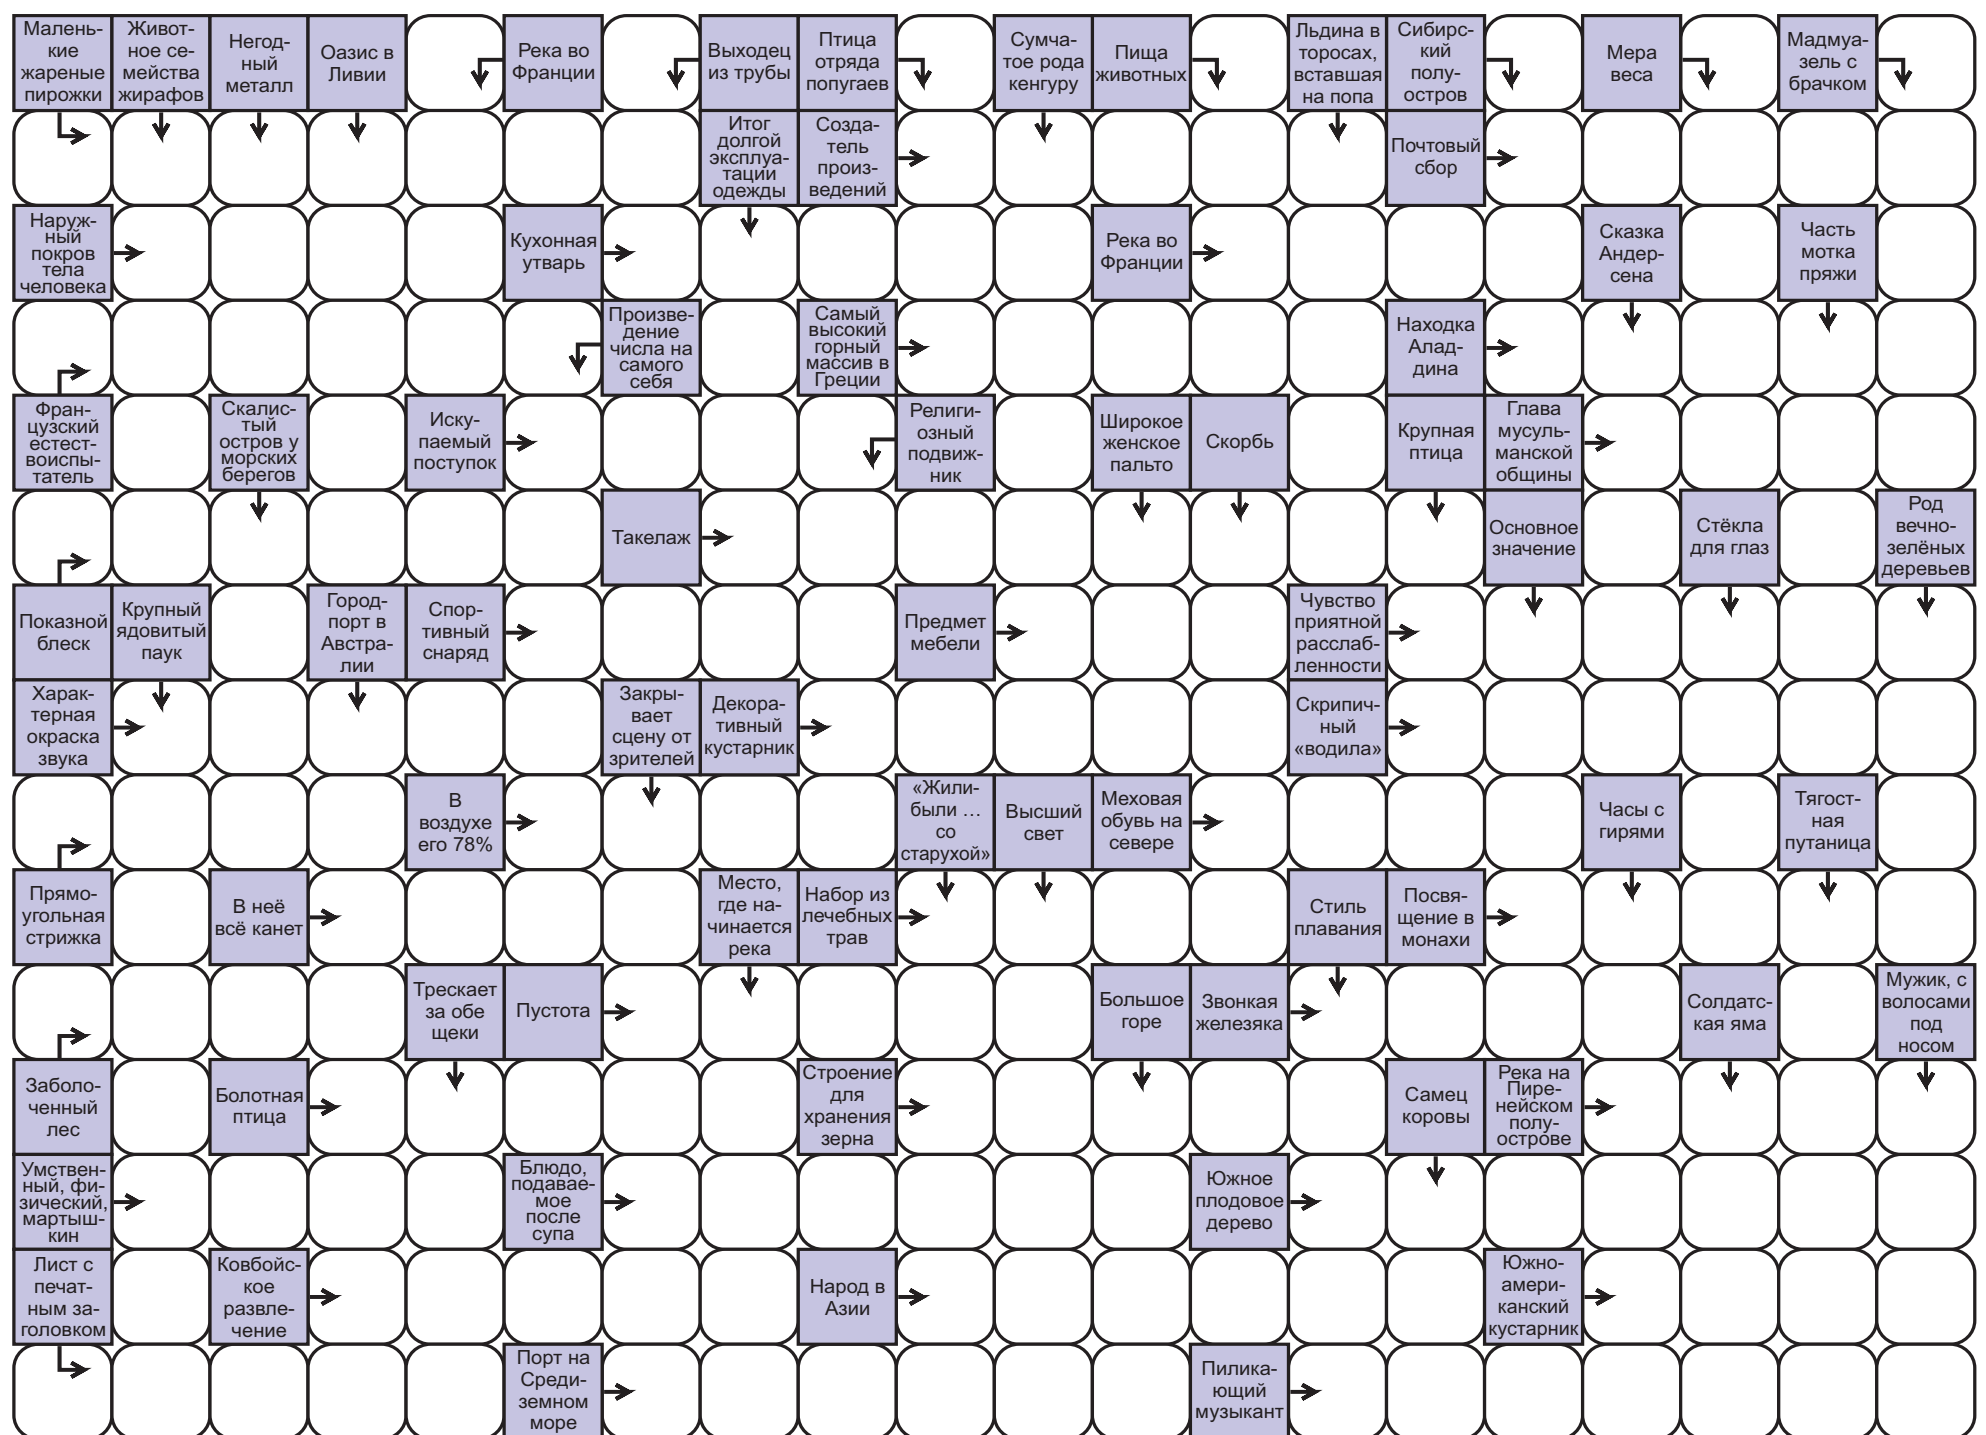 Малень-
кие
жареные
пирожки
Живот-
ное се-
мейства
жирафов
Негод-
ный
металл
Оазис в
Ливии
Река во
Франции
Выходец
из трубы
Птица
отряда
попугаев
Сумча-
тое рода
кенгуру
Пища
животных
Льдина в
торосах,
вставшая
на попа
Сибирс-
кий
полу-
остров
Мера
веса
Мадмуа-
зель с
брачком
Итог
долгой
эксплуа-
тации
одежды
Созда-
тель
произ-
ведений
Почтовый
сбор
Наруж-
ный
покров
тела
человека
Кухонная
утварь
Река во
Франции
Сказка
Андер-
сена
Часть
мотка
пряжи
Произве-
дение
числа на
самого
себя
Самый
высокий
горный
массив в
Греции
Находка
Алад-
дина
Фран-
цузский
естест-
воиспы-
татель
Скалис-
тый
остров у
морских
берегов
Иску-
паемый
поступок
Религи-
озный
подвиж-
ник
Широкое
женское
пальто
Скорбь
Крупная
птица
Глава
мусуль-
манской
общины
Такелаж
Основное
значение
Стёкла
для глаз
Род
вечно-
зелёных
деревьев
Показной
блеск
Крупный
ядовитый
паук
Город-
порт в
Австра-
лии
Спор-
тивный
снаряд
Предмет
мебели
Чувство
приятной
расслаб-
ленности
Харак-
терная
окраска
звука
Закры-
вает
сцену от
зрителей
Декора-
тивный
кустарник
Скрипич-
ный
«водила»
В
воздухе
его 78%
«Жили-
были ...
со
старухой»
Высший
свет
Меховая
обувь на
севере
Часы с
гирями
Тягост-
ная
путаница
Прямо-
угольная
стрижка
В неё
всё канет
Место,
где на-
чинается
река
Набор из
лечебных
трав
Стиль
плавания
Посвя-
щение в
монахи
Трескает
за обе
щеки
Пустота
Большое
горе
Звонкая
железяка
Солдатс-
кая яма
Мужик, с
волосами
под
носом
Заболо-
ченный
лес
Болотная
птица
Строение
для
хранения
зерна
Самец
коровы
Река на
Пире-
нейском
полу-
острове
Умствен-
ный, фи-
зический,
мартыш-
кин
Блюдо,
подавае-
мое
после
супа
Южное
плодовое
дерево
Лист с
печат-
ным за-
головком
Ковбойс-
кое
развле-
чение
Народ в
Азии
Южно-
амери-
канский
кустарник
Порт на
Среди-
земном
море
Пилика-
ющий
музыкант